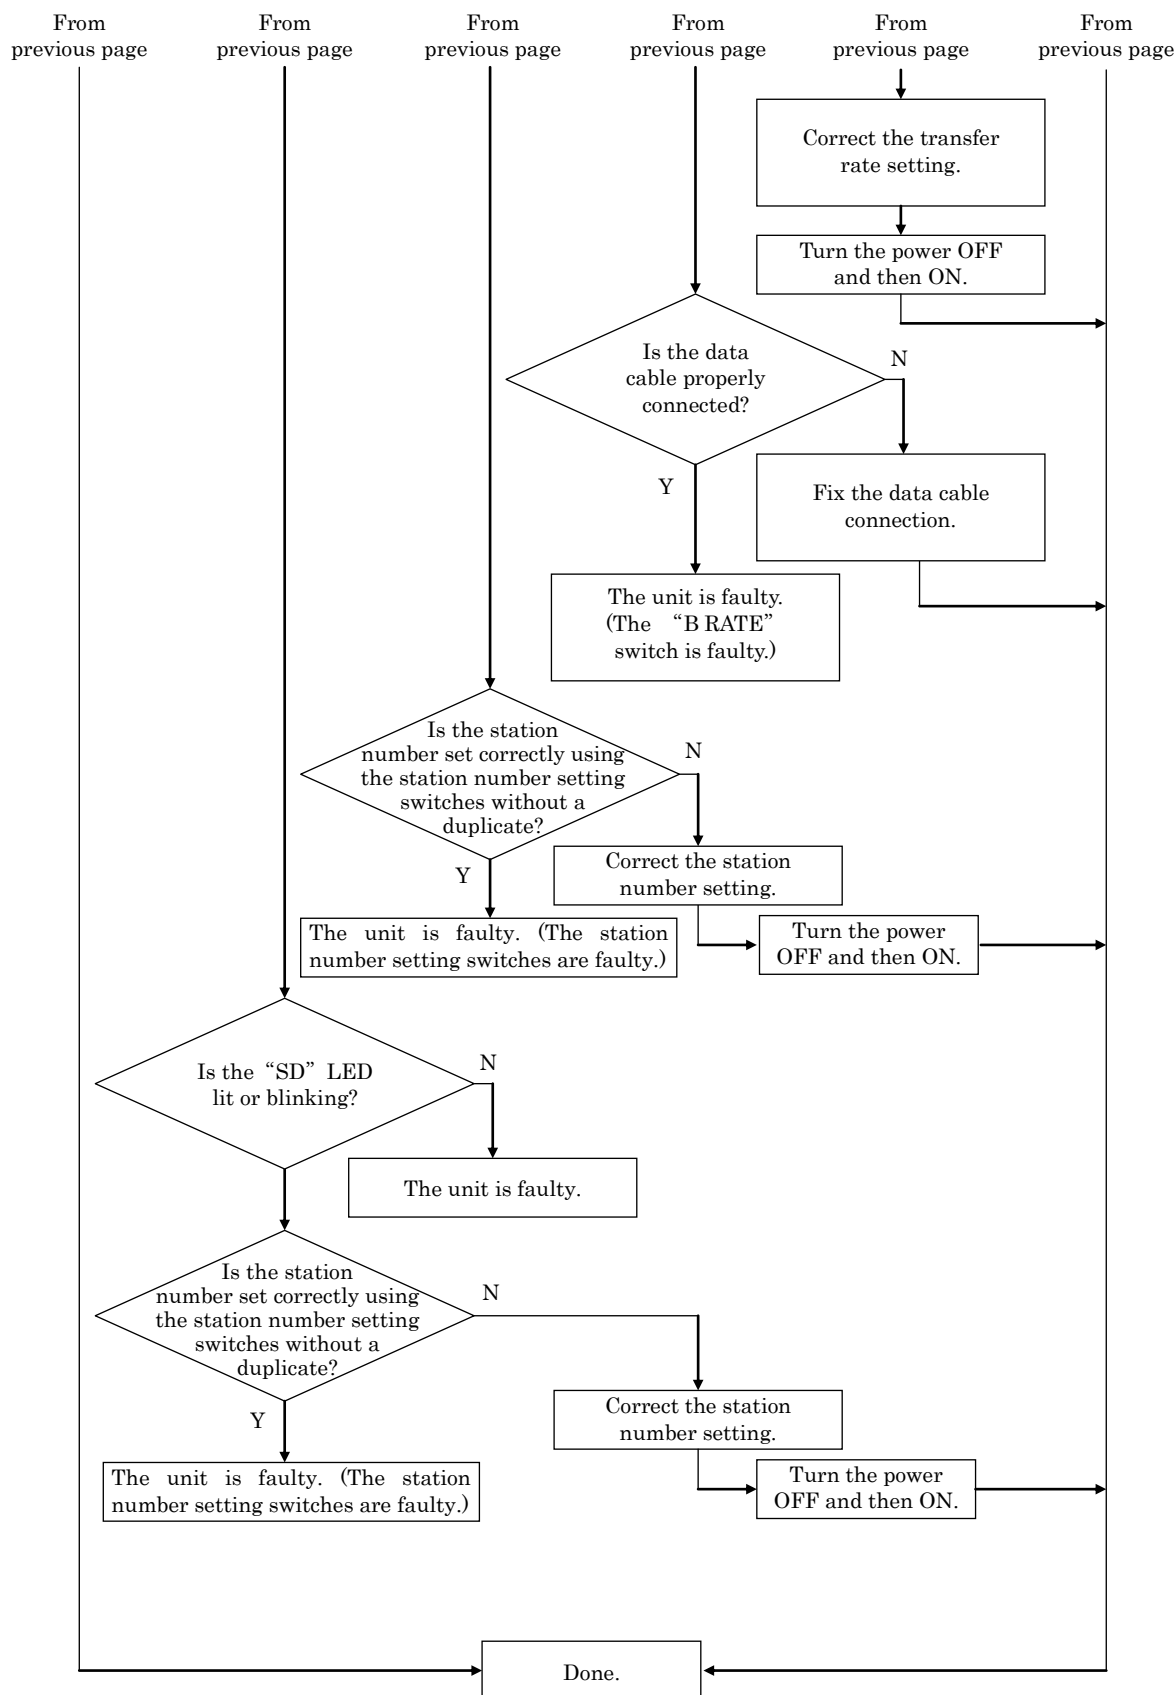 From
previous page
From
previous page
From
previous page
From
previous page
From
previous page
From
previous page
Correct the transfer
rate setting.
Turn the power OFF
and then ON.
Is the data
cable properly
connected?
N
Y
Fix the data cable
connection.
The unit is faulty.
(The “B RATE”
switch is faulty.)
Is the station
number set correctly using
the station number setting
switches without a
duplicate?
N
Y
Correct the station
number setting.
The unit is faulty. (The station
number setting switches are faulty.)
Turn the power
OFF and then ON.
Is the “SD” LED
lit or blinking?
N
The unit is faulty.
Is the station
number set correctly using
the station number setting
switches without a
duplicate?
N
Y
Correct the station
number setting.
The unit is faulty. (The station
number setting switches are faulty.)
Turn the power
OFF and then ON.
Done.